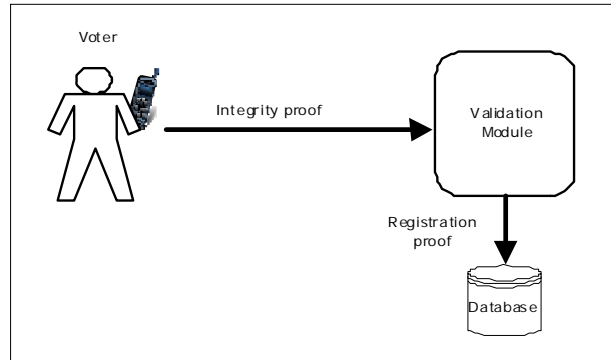 Voter
Integrity proof
Validation
Module
Registration
proof
Database